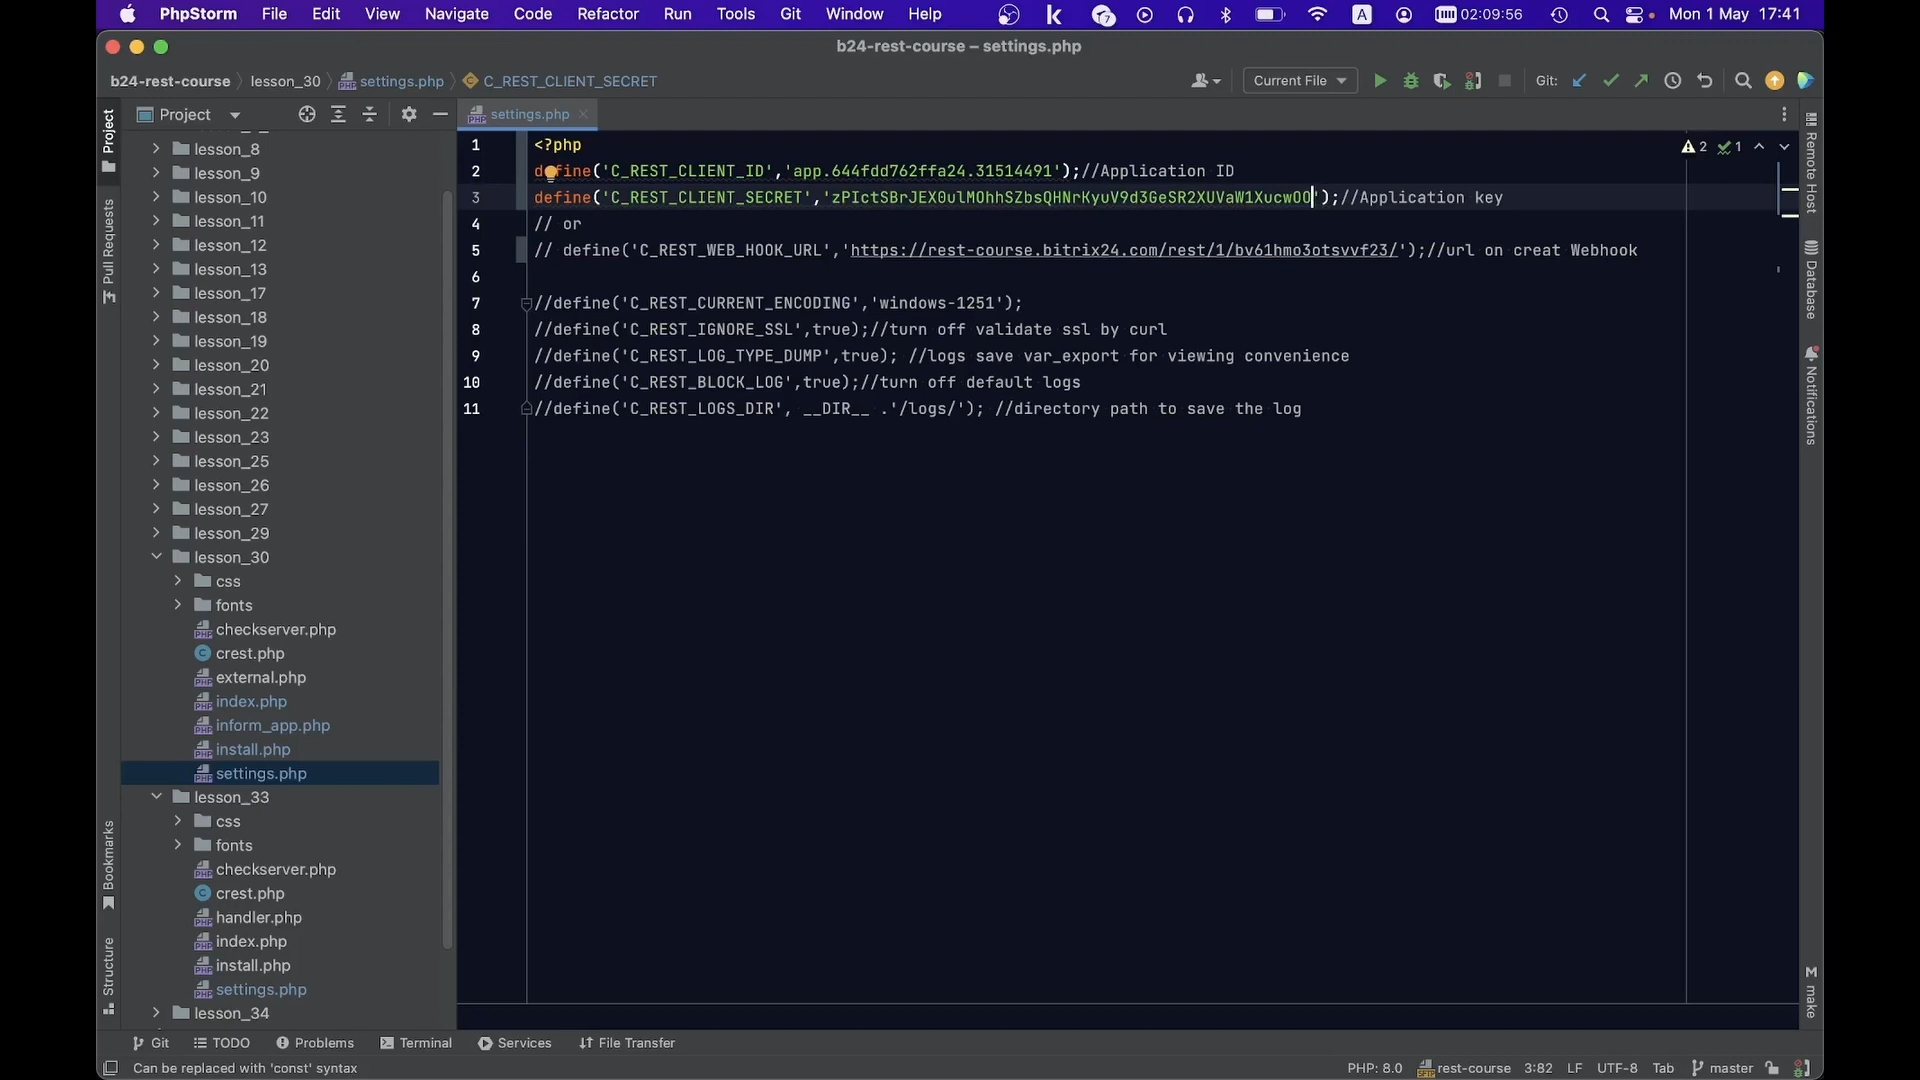 PhpStorm File Edit View Navigate Code Refactor Run Tools Git Window Help 02:09:56 A Mon 1 May 17:41
b24-rest-course – settings.php
b24-rest-course lesson_30 settings.php C_REST_CLIENT_SECRET Current File Git:
Project
settings.php
Project
Pull Requests
Bookmarks
Structure
lesson_8
lesson_9
lesson_10
lesson_11
lesson_12
lesson_13
lesson_17
lesson_18
lesson_19
lesson_20
lesson_21
lesson_22
lesson_23
lesson_25
lesson_26
lesson_27
lesson_29
lesson_30
css
fonts
checkserver.php
crest.php
external.php
index.php
inform_app.php
install.php
settings.php
lesson_33
css
fonts
checkserver.php
crest.php
handler.php
index.php
install.php
settings.php
lesson_34
1 <?php
2 define('C_REST_CLIENT_ID','app.644fdd762ffa24.31514491');//Application ID
3 define('C_REST_CLIENT_SECRET','zPIctSBrJEX0ulMOhhSZbsQHNrKyuV9d3GeSR2XUVaW1XucwOO');//Application key
4 // or
5 // define('C_REST_WEB_HOOK_URL','https://rest-course.bitrix24.com/rest/1/bv61hmo3otsvvf23/');//url on creat Webhook
6
7 //define('C_REST_CURRENT_ENCODING','windows-1251');
8 //define('C_REST_IGNORE_SSL',true);//turn off validate ssl by curl
9 //define('C_REST_LOG_TYPE_DUMP',true); //logs save var_export for viewing convenience
10 //define('C_REST_BLOCK_LOG',true);//turn off default logs
11 //define('C_REST_LOGS_DIR', __DIR__ .'/logs/'); //directory path to save the log
2 1
Remote Host
Database
Notifications
make
Git TODO Problems Terminal Services File Transfer
Can be replaced with 'const' syntax PHP: 8.0 rest-course 3:82 LF UTF-8 Tab master